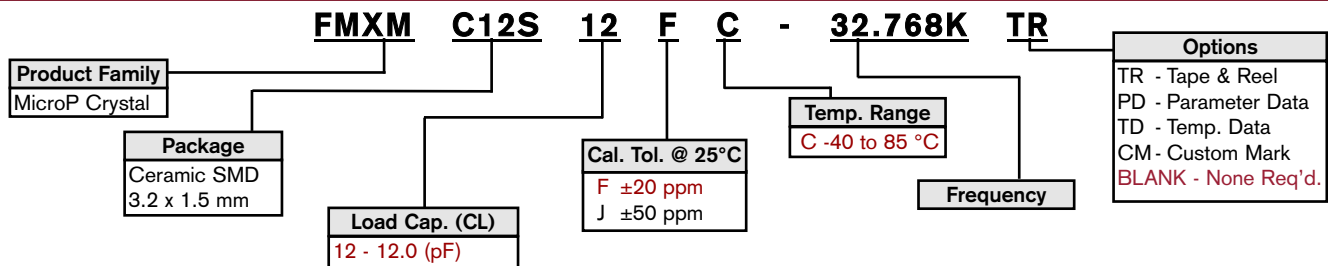 FMXM C12S 12 F C - 32.768K TR
Product Family
MicroP Crystal
Package
Ceramic SMD
3.2 x 1.5 mm
Load Cap. (CL)
12 - 12.0 (pF)
Cal. Tol. @ 25°C
F ±20 ppm
J ±50 ppm
Temp. Range
C -40 to 85 °C
Frequency
Options
TR - Tape & Reel
PD - Parameter Data
TD - Temp. Data
CM - Custom Mark
BLANK - None Req'd.